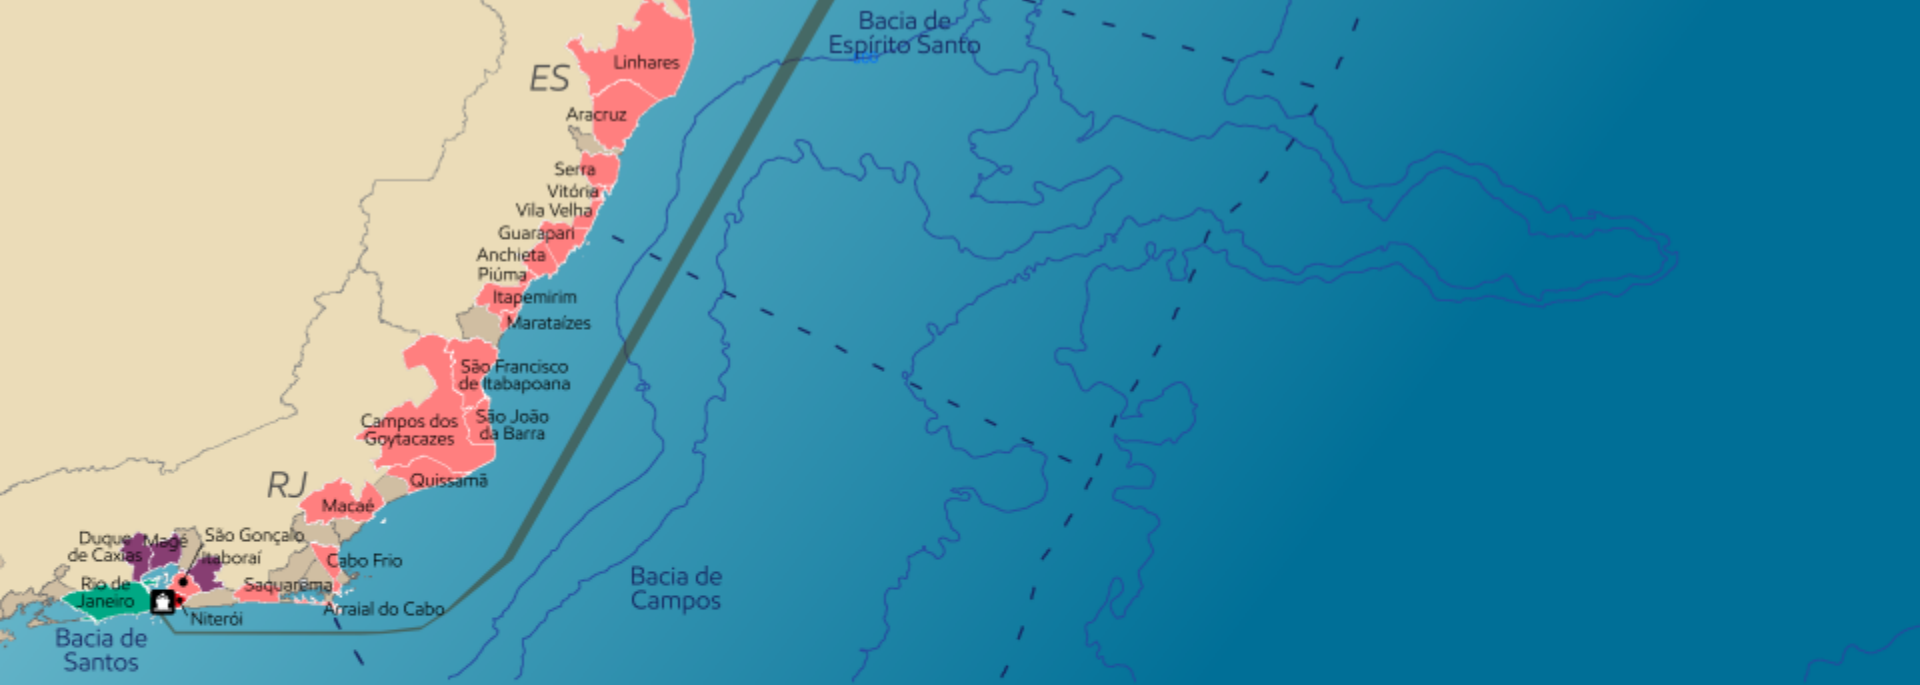 Bacia de
Espírito Santo
ES
Linhares
Aracruz
Serra
Vitória
Vila Velha
Guarapari
Anchieta
Piúma
Itapemirim
Marataízes
São Francisco
de Itabapoana
Campos dos
Goytacazes
São João
da Barra
RJ
Quissamã
Macaé
São Gonçalo
Duque
de Caxias
Magé
Itaboraí
Cabo Frio
Rio de
Janeiro
Saquarema
Arraial do Cabo
Niterói
Bacia de
Campos
Bacia de
Santos